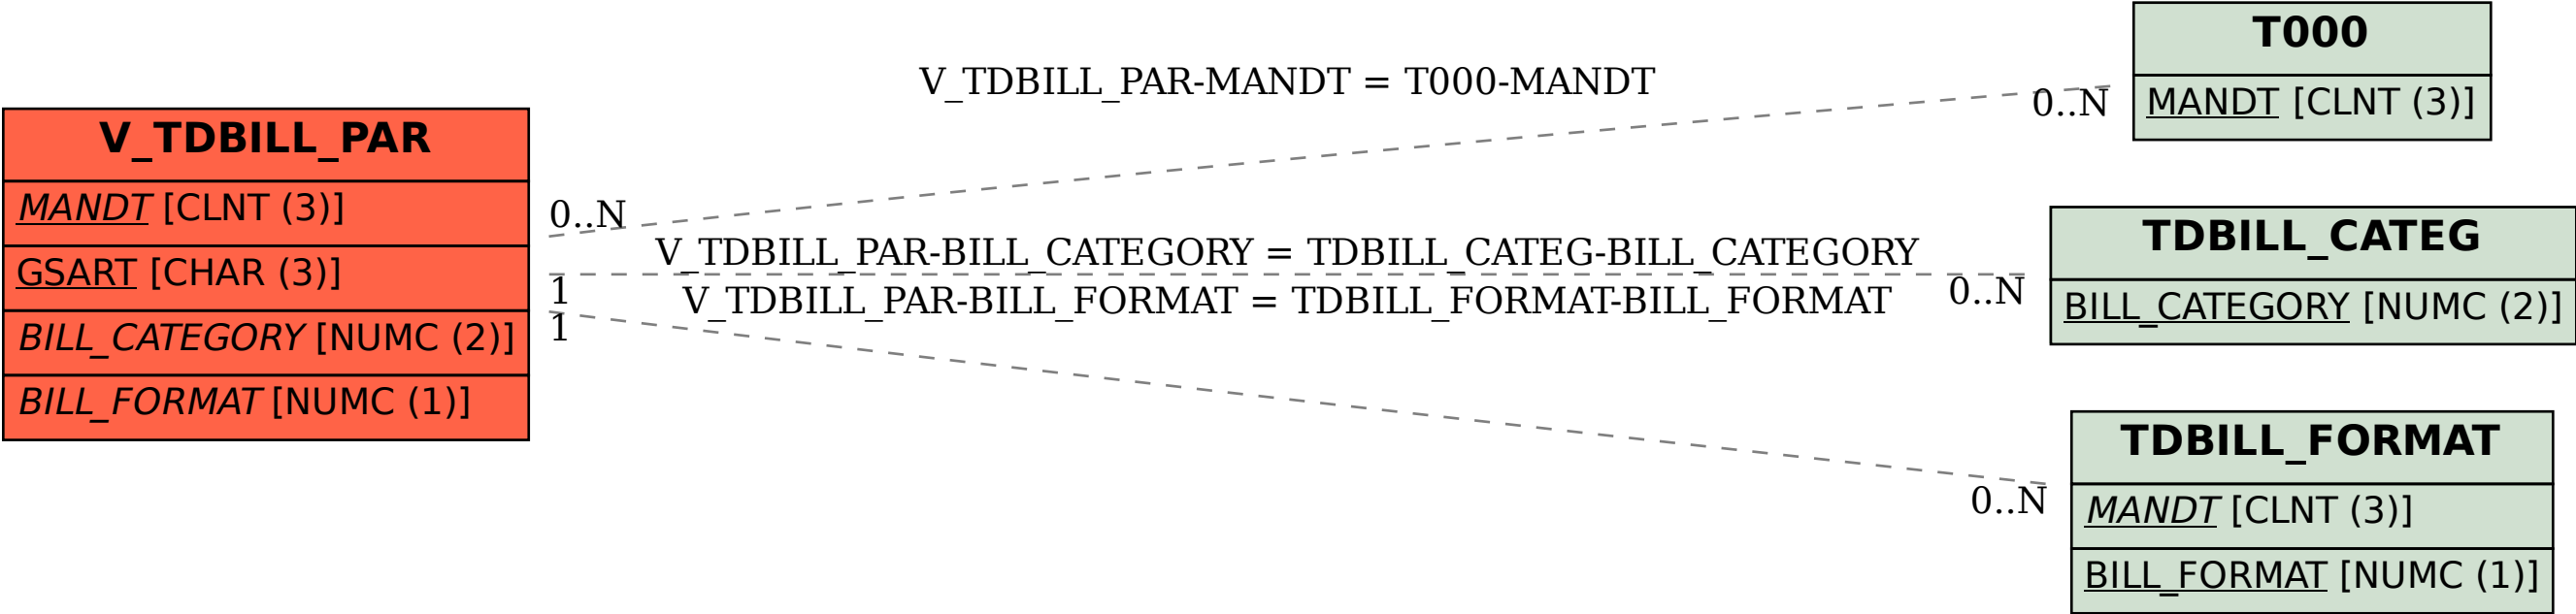 V_TDBILL_PAR
MANDT [CLNT (3)]
GSART [CHAR (3)]
BILL_CATEGORY [NUMC (2)]
BILL_FORMAT [NUMC (1)]
V_TDBILL_PAR-MANDT = T000-MANDT
0..N
0..N
V_TDBILL_PAR-BILL_CATEGORY = TDBILL_CATEG-BILL_CATEGORY
1
0..N
V_TDBILL_PAR-BILL_FORMAT = TDBILL_FORMAT-BILL_FORMAT
1
0..N
T000
MANDT [CLNT (3)]
TDBILL_CATEG
BILL_CATEGORY [NUMC (2)]
TDBILL_FORMAT
MANDT [CLNT (3)]
BILL_FORMAT [NUMC (1)]